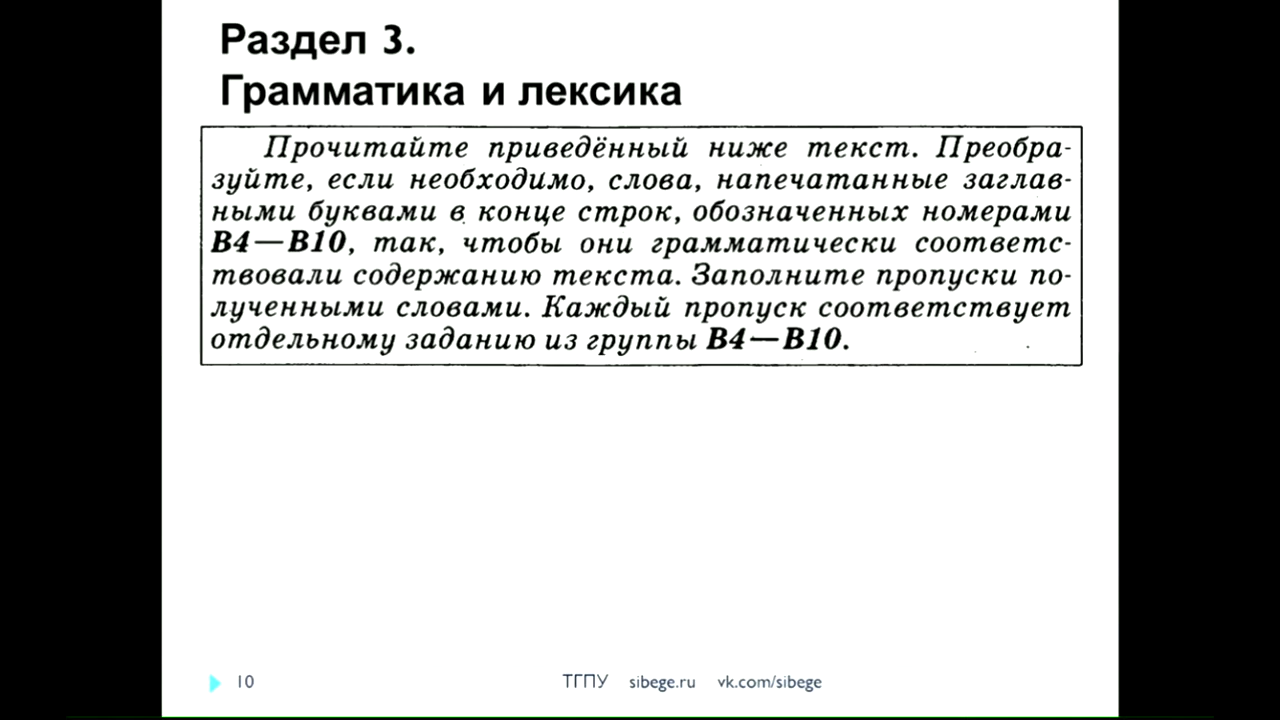 Раздел 3.
Грамматика и лексика
Прочитайте приведённый ниже текст. Преобра-
зуйте, если необходимо, слова, напечатанные заглав-
ными буквами в конце строк, обозначенных номерами
B4—B10, так, чтобы они грамматически соответс-
твовали содержанию текста. Заполните пропуски по-
лученными словами. Каждый пропуск соответствует
отдельному заданию из группы B4—B10.
10 ТГПУ sibege.ru vk.com/sibege